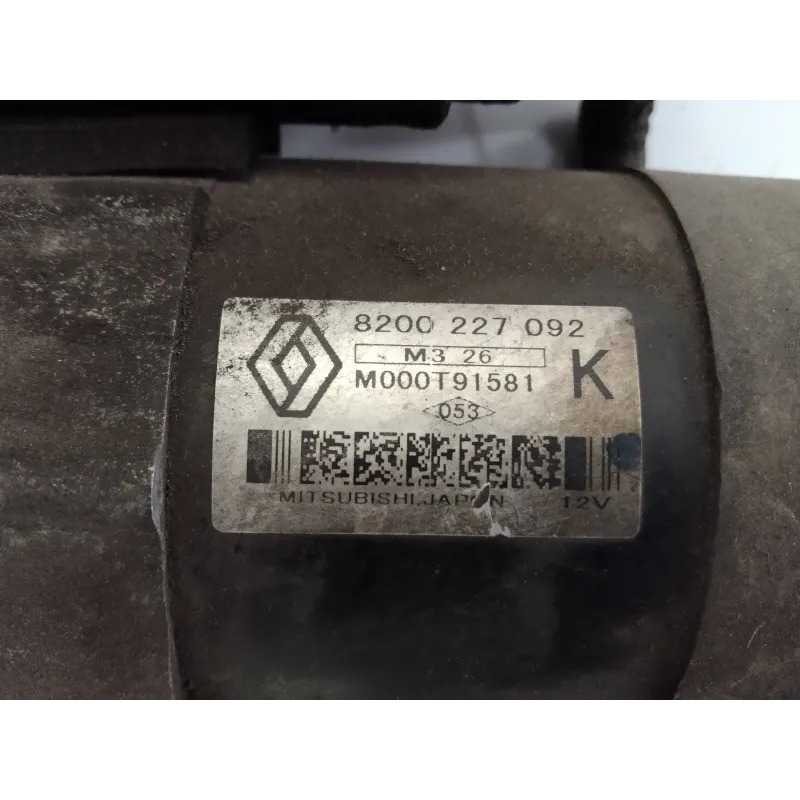 8200 227 092
M3 26
M000T91581 K
053
MITSUBISHI.JAPAN 12V